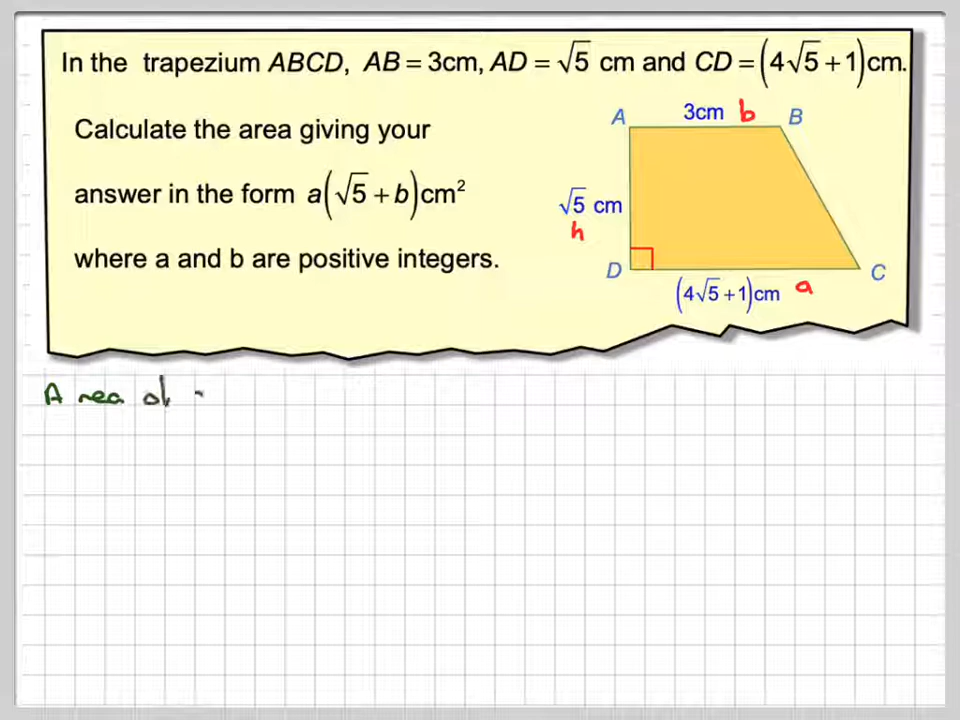 In the trapezium ABCD, AB = 3cm, AD = √5 cm and CD = (4√5 + 1)cm.
Calculate the area giving your
answer in the form a(√5 + b)cm²
where a and b are positive integers.
A 3cm b B
√5 cm
h
D C
(4√5 + 1)cm a
Area of